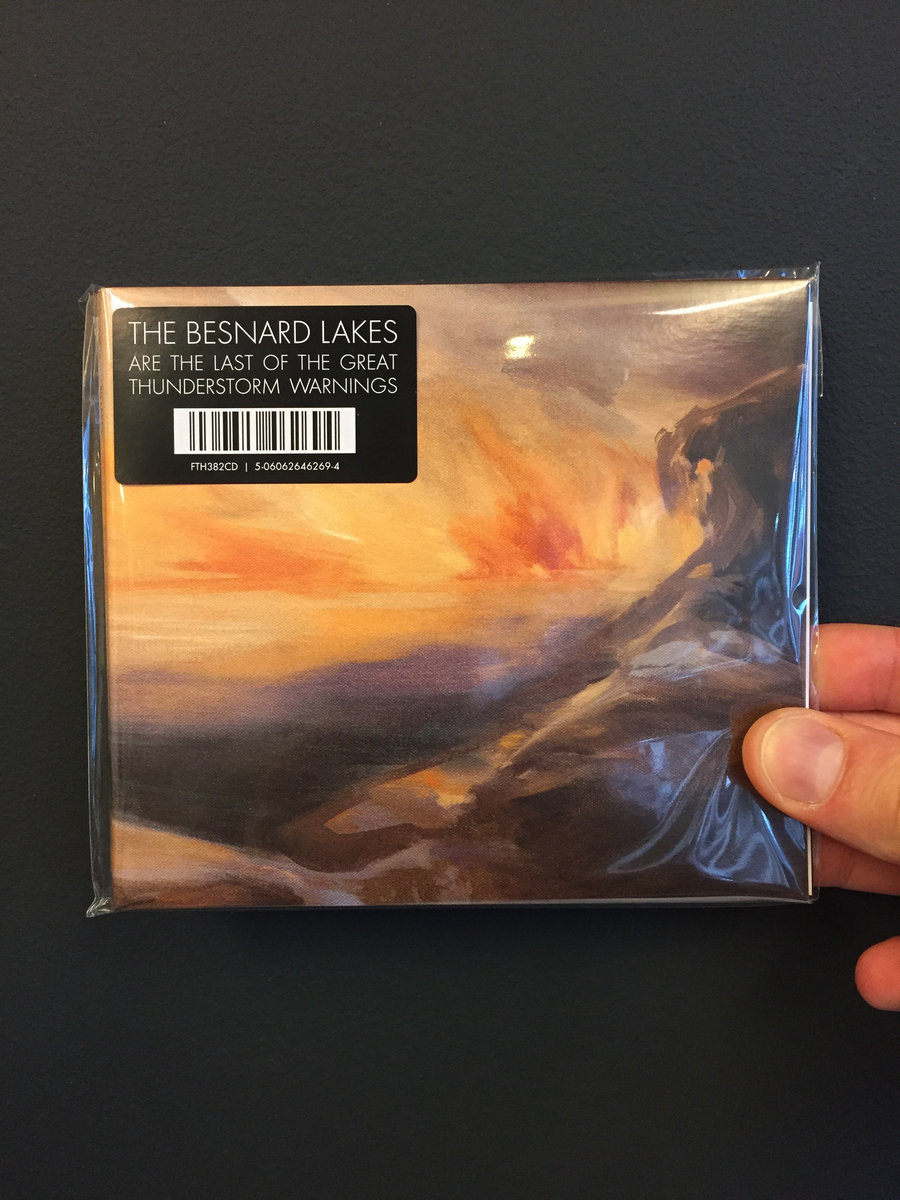 THE BESNARD LAKES
ARE THE LAST OF THE GREAT
THUNDERSTORM WARNINGS
FTH382CD | 5-06062646269-4